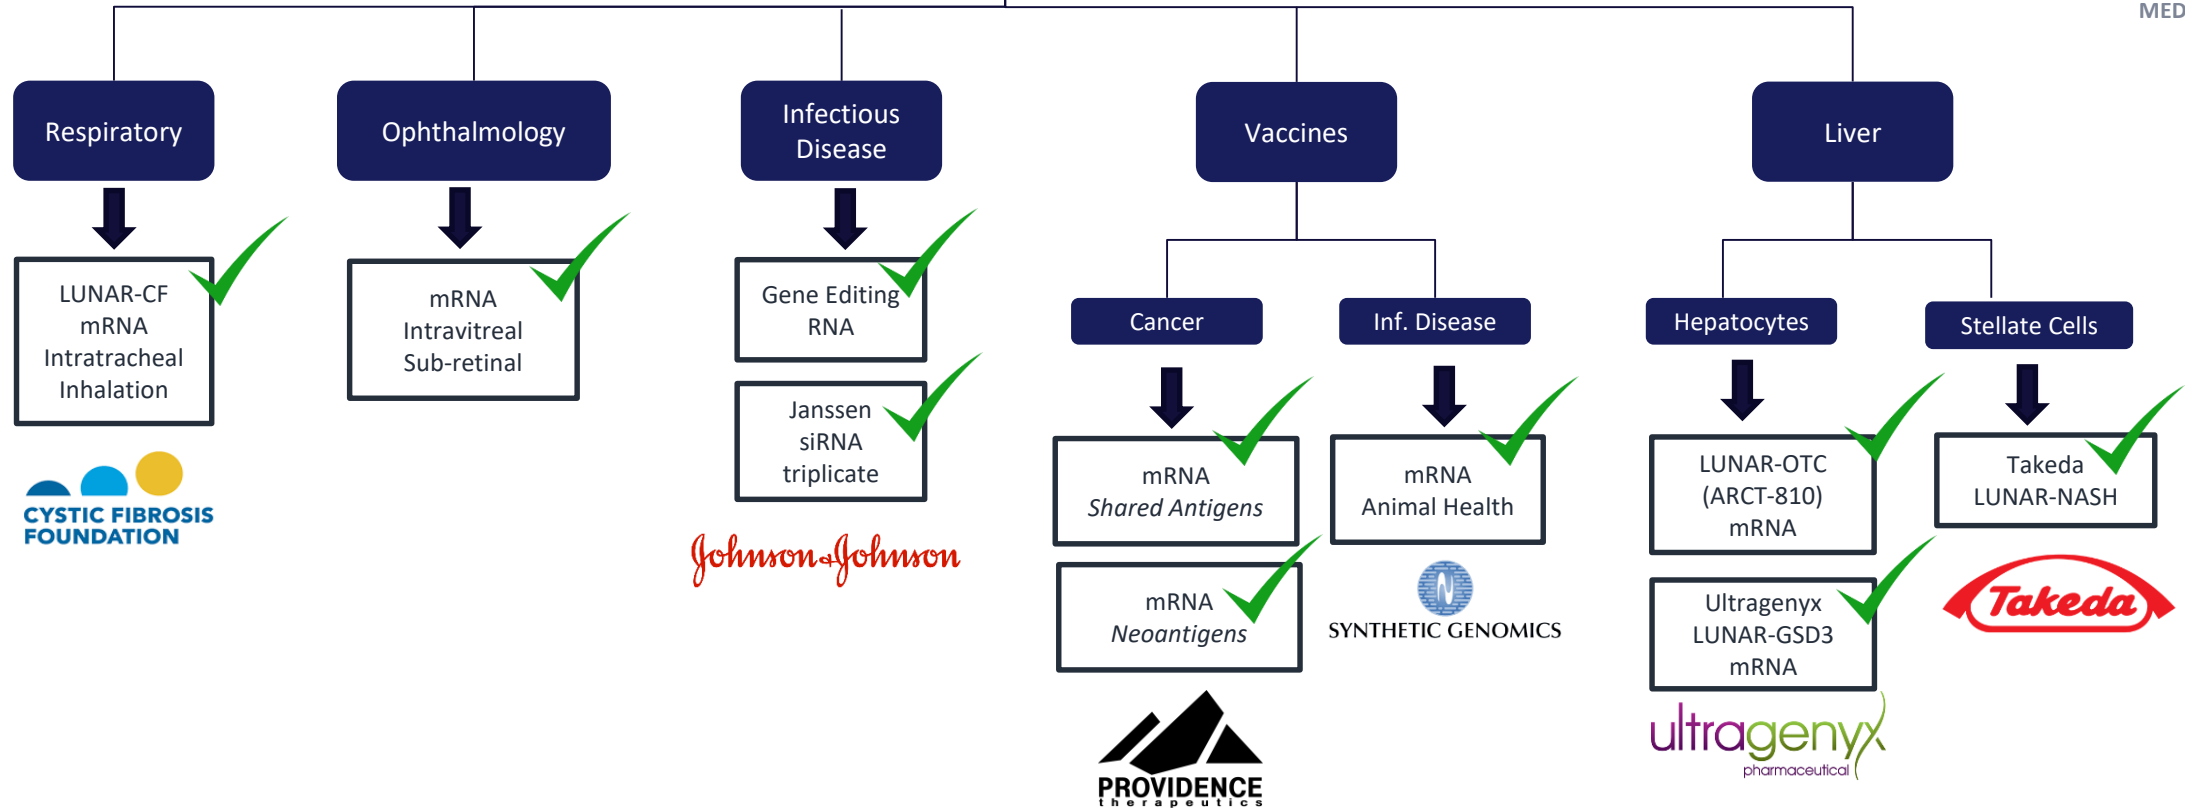 MED
Respiratory
Ophthalmology
Infectious
Disease
Vaccines
Liver
LUNAR-CF
mRNA
Intratracheal
Inhalation
mRNA
Intravitreal
Sub-retinal
Gene Editing
RNA
Janssen
siRNA
triplicate
Cancer
Inf. Disease
Hepatocytes
Stellate Cells
mRNA
Shared Antigens
mRNA
Neoantigens
mRNA
Animal Health
LUNAR-OTC
(ARCT-810)
mRNA
Ultragenyx
LUNAR-GSD3
mRNA
Takeda
LUNAR-NASH
CYSTIC FIBROSIS
FOUNDATION
Johnson&Johnson
N
SYNTHETIC GENOMICS
PROVIDENCE
therapeutics
ultragenyx
pharmaceutical
Takeda